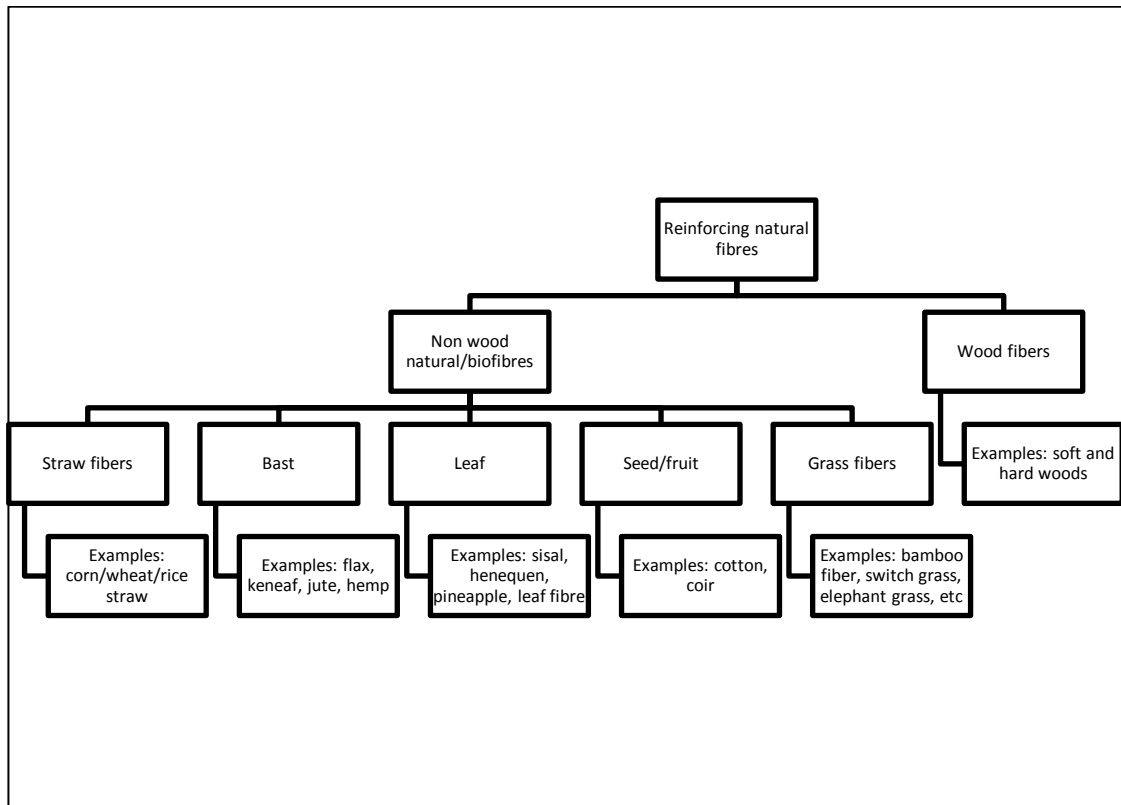 Reinforcing natural
fibres
Non wood
natural/biofibres
Wood fibers
Straw fibers
Bast
Leaf
Seed/fruit
Grass fibers
Examples: soft and
hard woods
Examples:
corn/wheat/rice
straw
Examples: flax,
keneaf, jute, hemp
Examples: sisal,
henequen,
pineapple, leaf fibre
Examples: cotton,
coir
Examples: bamboo
fiber, switch grass,
elephant grass, etc